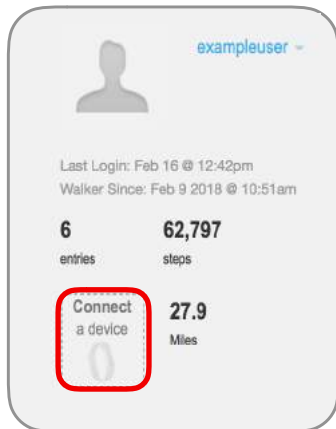 exampleuser
Last Login: Feb 16 @ 12:42pm
Walker Since: Feb 9 2018 @ 10:51am
6 62,797
entries steps
Connect
a device
27.9
Miles